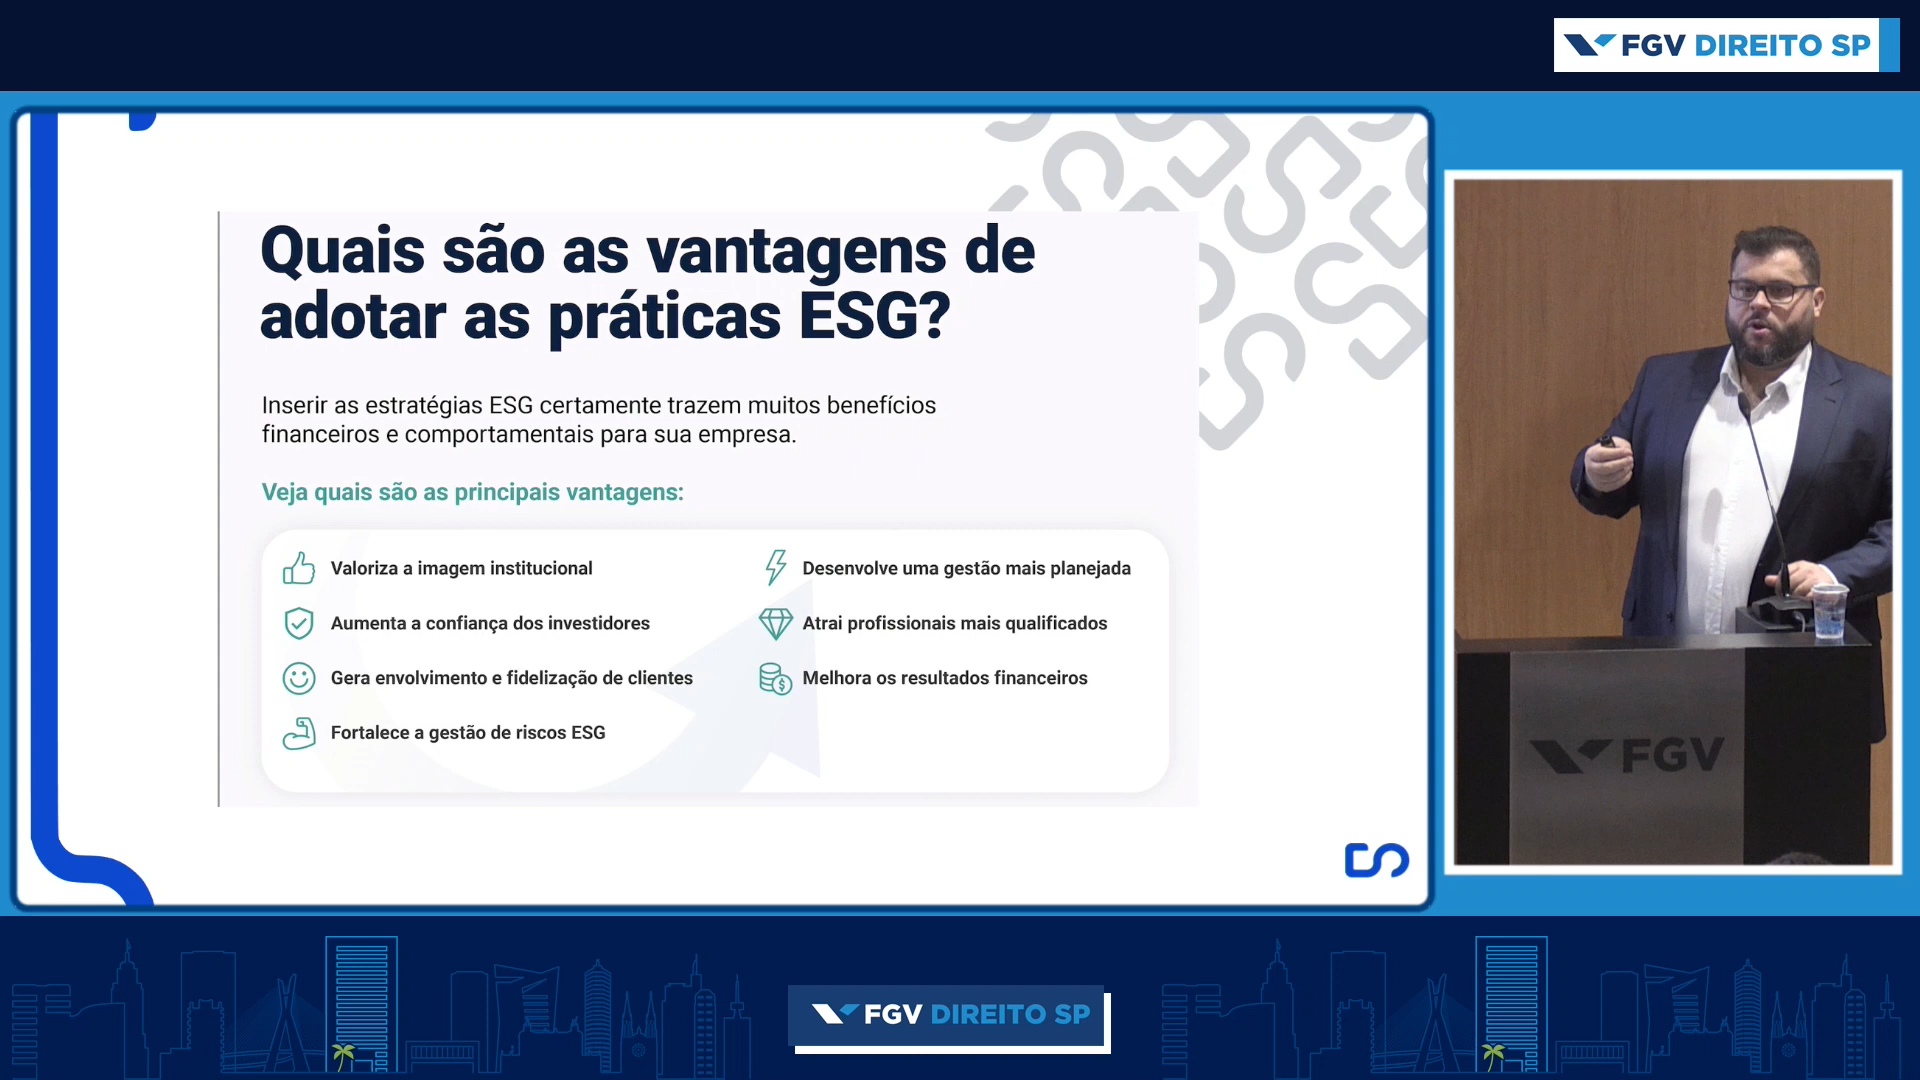 FGV DIREITO SP
Quais são as vantagens de
adotar as práticas ESG?
Inserir as estratégias ESG certamente trazem muitos benefícios
financeiros e comportamentais para sua empresa.
Veja quais são as principais vantagens:
Valoriza a imagem institucional
Aumenta a confiança dos investidores
Gera envolvimento e fidelização de clientes
Fortalece a gestão de riscos ESG
Desenvolve uma gestão mais planejada
Atrai profissionais mais qualificados
Melhora os resultados financeiros
FGV
FGV DIREITO SP